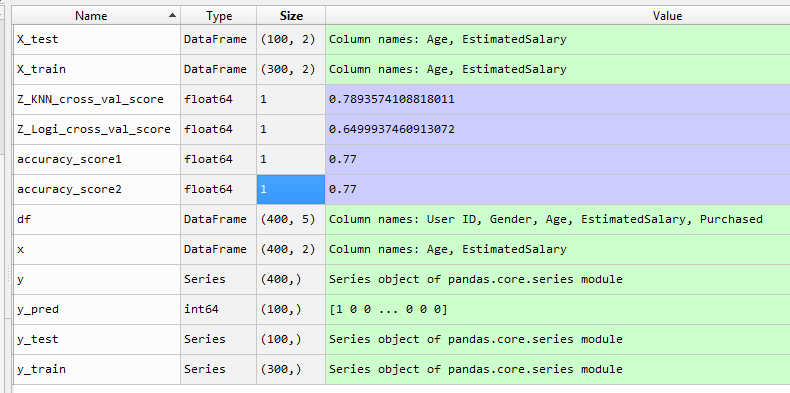 Name Type Size Value
X_test DataFrame (100, 2) Column names: Age, EstimatedSalary
X_train DataFrame (300, 2) Column names: Age, EstimatedSalary
Z_KNN_cross_val_score float64 1 0.7893574108818011
Z_Logi_cross_val_score float64 1 0.6499937460913072
accuracy_score1 float64 1 0.77
accuracy_score2 float64 1 0.77
df DataFrame (400, 5) Column names: User ID, Gender, Age, EstimatedSalary, Purchased
x DataFrame (400, 2) Column names: Age, EstimatedSalary
y Series (400,) Series object of pandas.core.series module
y_pred int64 (100,) [1 0 0 ... 0 0 0]
y_test Series (100,) Series object of pandas.core.series module
y_train Series (300,) Series object of pandas.core.series module